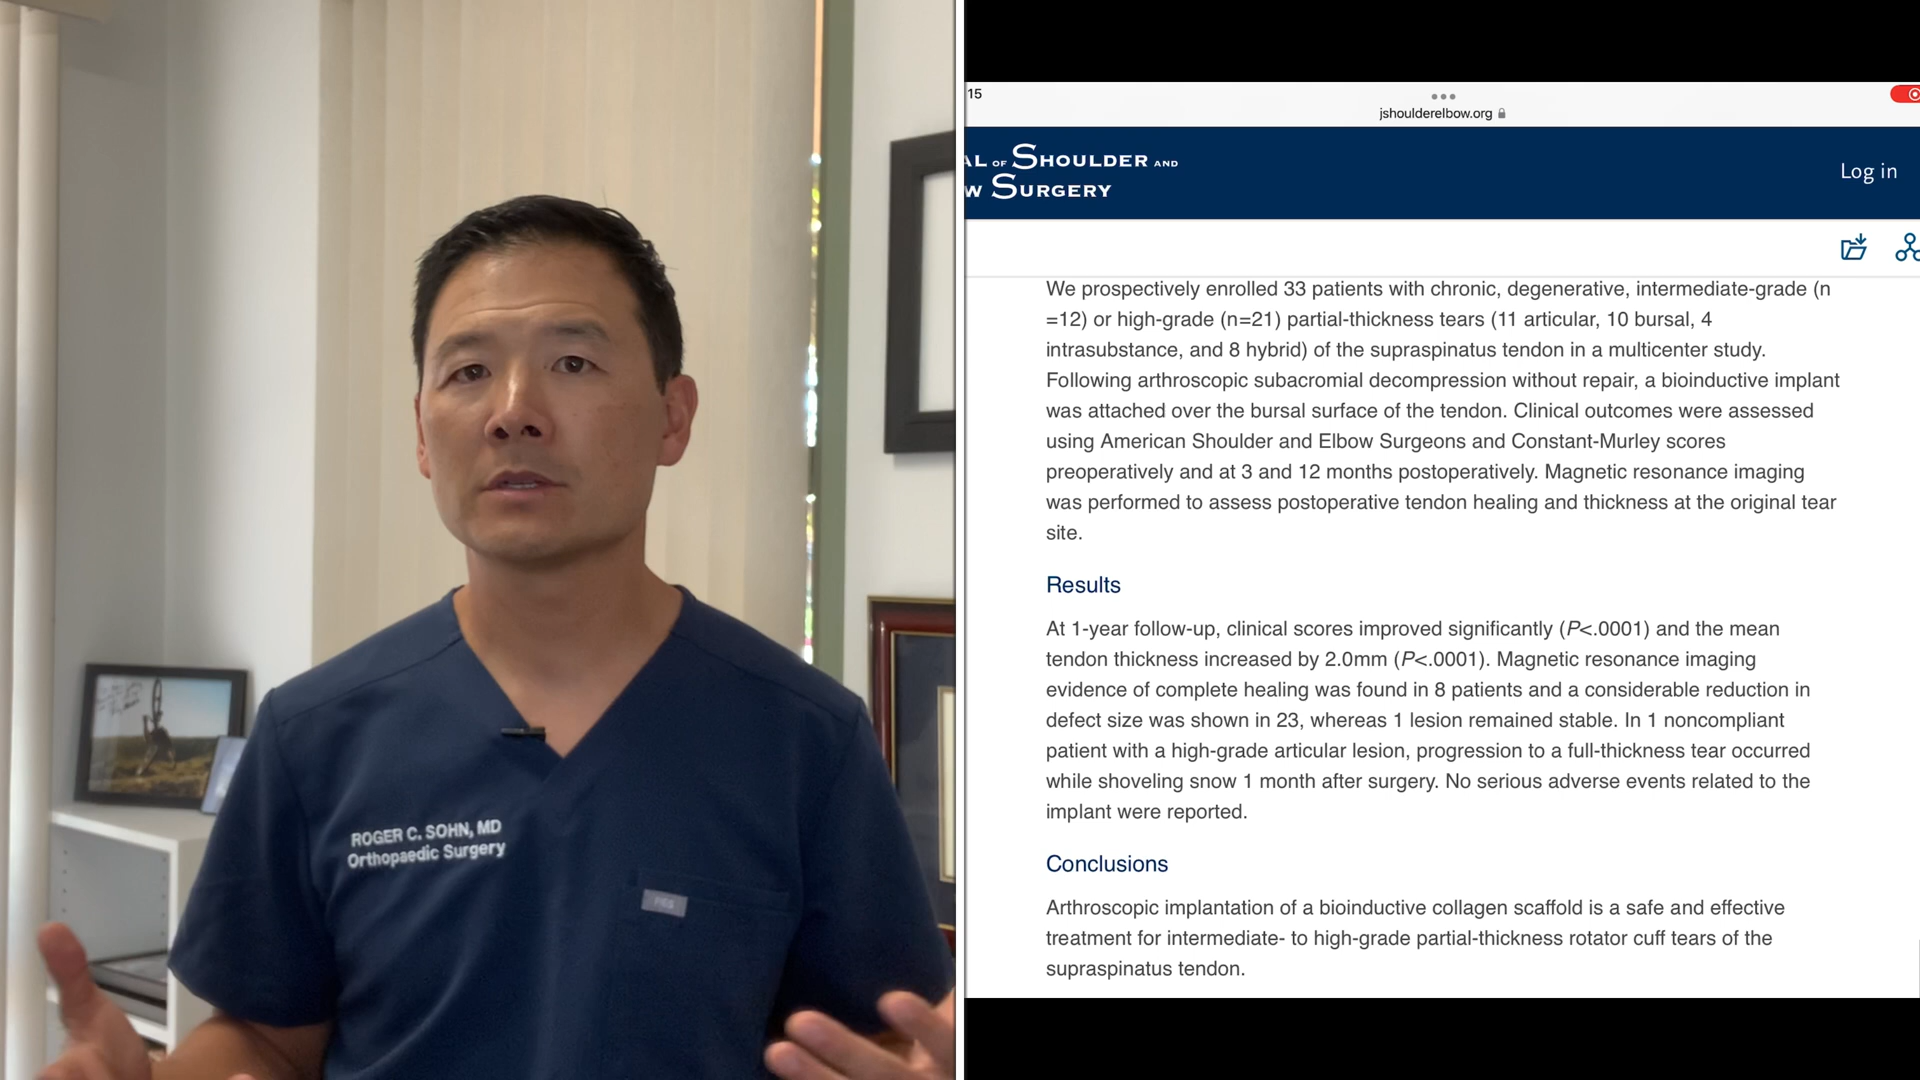 ROGER C. SOHN, MD
Orthopaedic Surgery
FIGS
15
jshoulderelbow.org
AL OF SHOULDER AND
W SURGERY
Log in
We prospectively enrolled 33 patients with chronic, degenerative, intermediate-grade (n
=12) or high-grade (n=21) partial-thickness tears (11 articular, 10 bursal, 4
intrasubstance, and 8 hybrid) of the supraspinatus tendon in a multicenter study.
Following arthroscopic subacromial decompression without repair, a bioinductive implant
was attached over the bursal surface of the tendon. Clinical outcomes were assessed
using American Shoulder and Elbow Surgeons and Constant-Murley scores
preoperatively and at 3 and 12 months postoperatively. Magnetic resonance imaging
was performed to assess postoperative tendon healing and thickness at the original tear
site.
Results
At 1-year follow-up, clinical scores improved significantly (P<.0001) and the mean
tendon thickness increased by 2.0mm (P<.0001). Magnetic resonance imaging
evidence of complete healing was found in 8 patients and a considerable reduction in
defect size was shown in 23, whereas 1 lesion remained stable. In 1 noncompliant
patient with a high-grade articular lesion, progression to a full-thickness tear occurred
while shoveling snow 1 month after surgery. No serious adverse events related to the
implant were reported.
Conclusions
Arthroscopic implantation of a bioinductive collagen scaffold is a safe and effective
treatment for intermediate- to high-grade partial-thickness rotator cuff tears of the
supraspinatus tendon.